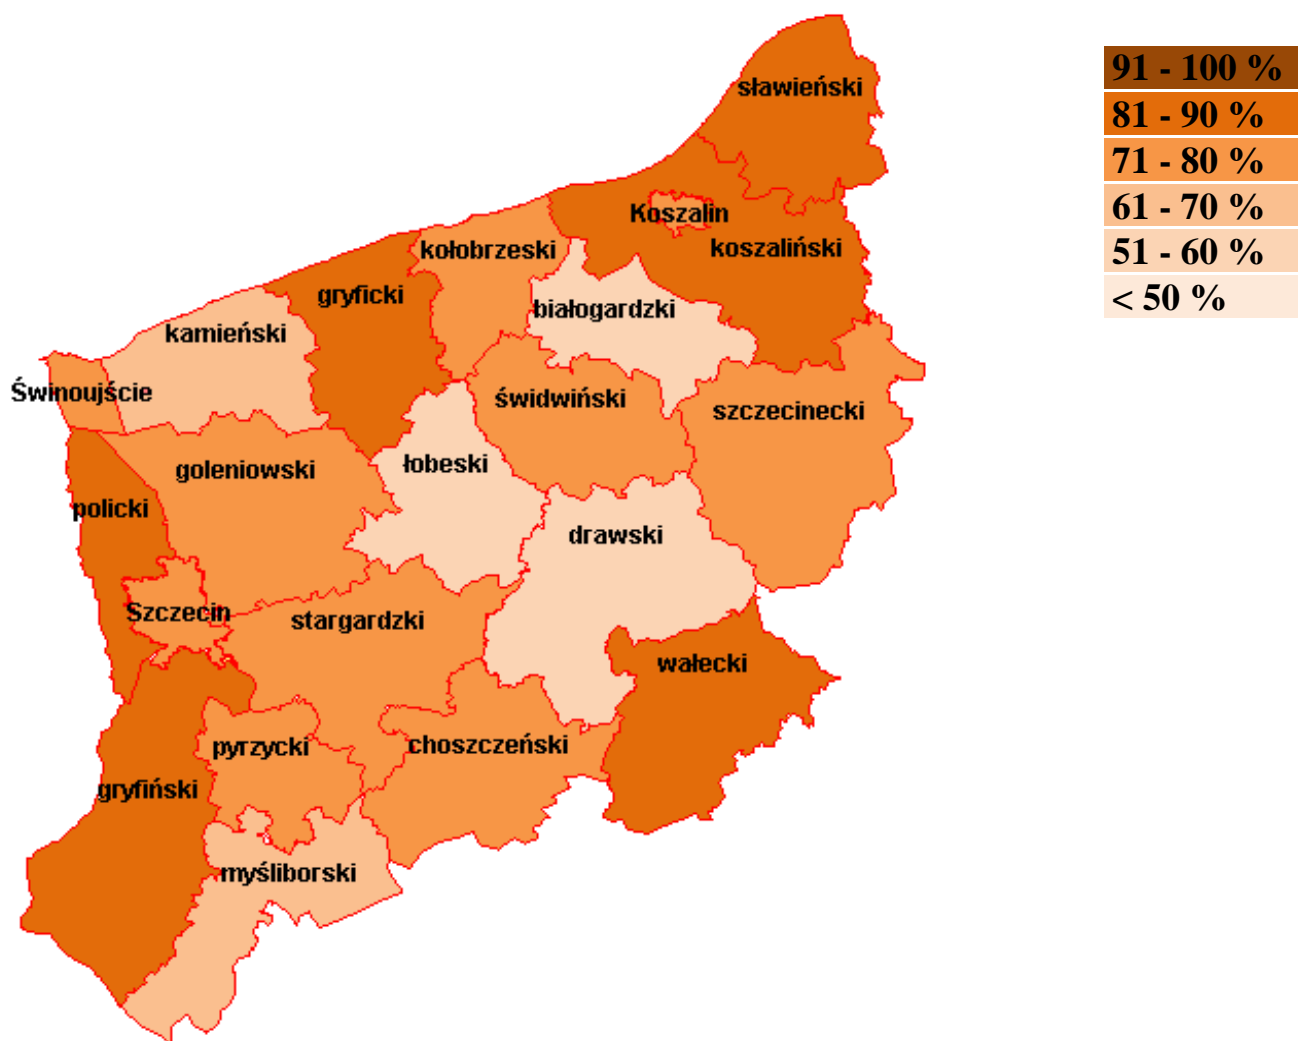 91 - 100 %
81 - 90 %
71 - 80 %
61 - 70 %
51 - 60 %
< 50 %
sławieński
Koszalin
koszaliński
kołobrzeski
gryficki
białogardzki
kamieński
Świnoujście
świdwiński
szczecinecki
łobeski
goleniowski
policki
drawski
Szczecin
stargardzki
wałecki
pyrzycki
choszczeński
gryfiński
myśliborski